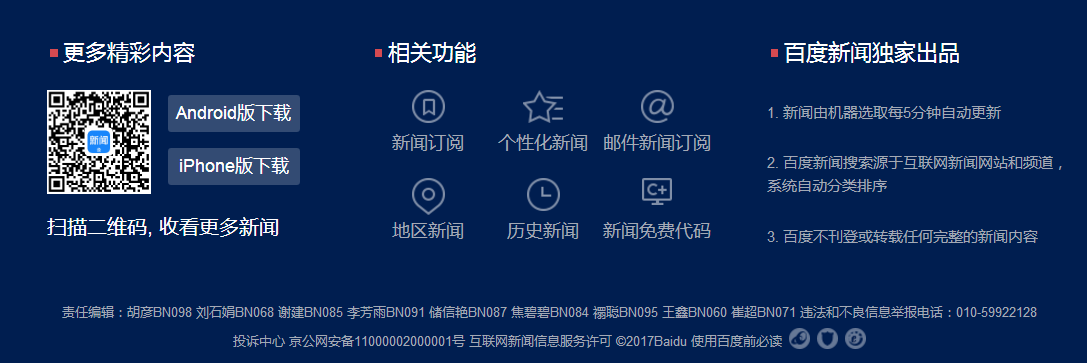 更多精彩内容
新闻
Android版下载
iPhone版下载
扫描二维码, 收看更多新闻
相关功能
新闻订阅
个性化新闻
邮件新闻订阅
地区新闻
历史新闻
新闻免费代码
百度新闻独家出品
1. 新闻由机器选取每5分钟自动更新
2. 百度新闻搜索源于互联网新闻网站和频道，
系统自动分类排序
3. 百度不刊登或转载任何完整的新闻内容
责任编辑：胡彦BN098 刘石娟BN068 谢建BN085 李芳雨BN091 储信艳BN087 焦碧碧BN084 禤聪BN095 王鑫BN060 崔超BN071 违法和不良信息举报电话：010-59922128
投诉中心 京公网安备11000002000001号 互联网新闻信息服务许可 ©2017Baidu 使用百度前必读